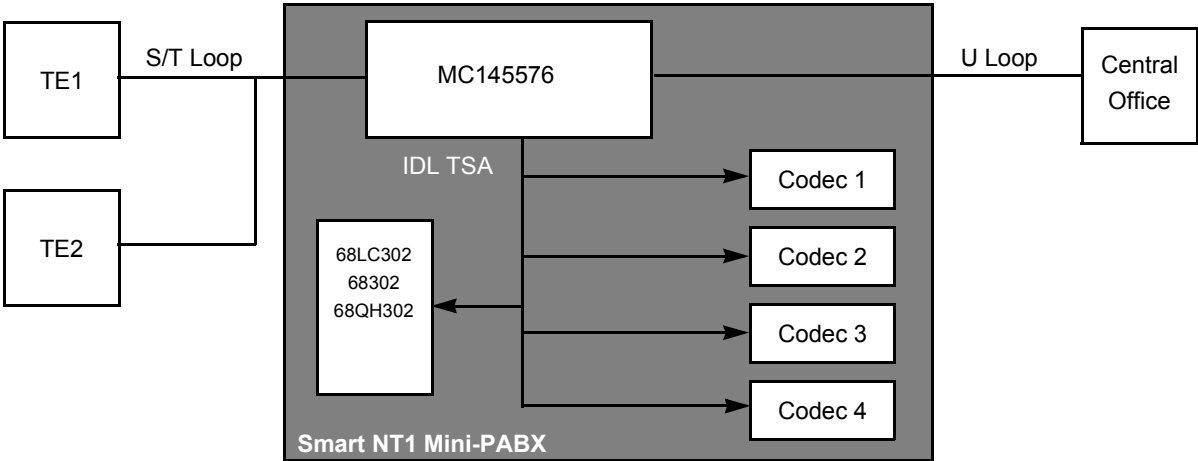 TE1
S/T Loop
MC145576
U Loop
Central
Office
IDL TSA
Codec 1
TE2
68LC302
68302
68QH302
Codec 2
Codec 3
Codec 4
Smart NT1 Mini-PABX